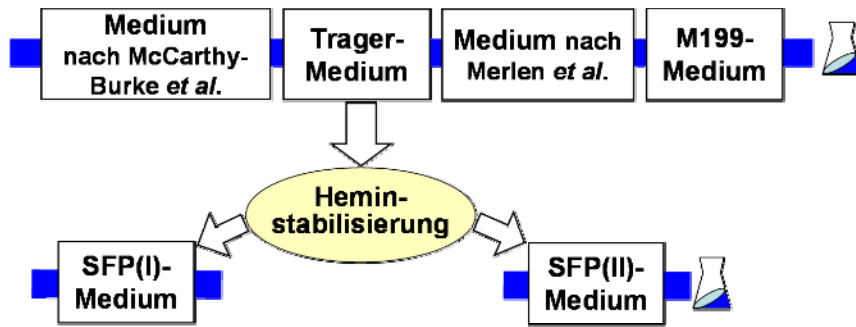 Medium
nach McCarthy-
Burke et al.
Trager-
Medium
Medium nach
Merlen et al.
M199-
Medium
Hemin-
stabilisierung
SFP(I)-
Medium
SFP(II)-
Medium